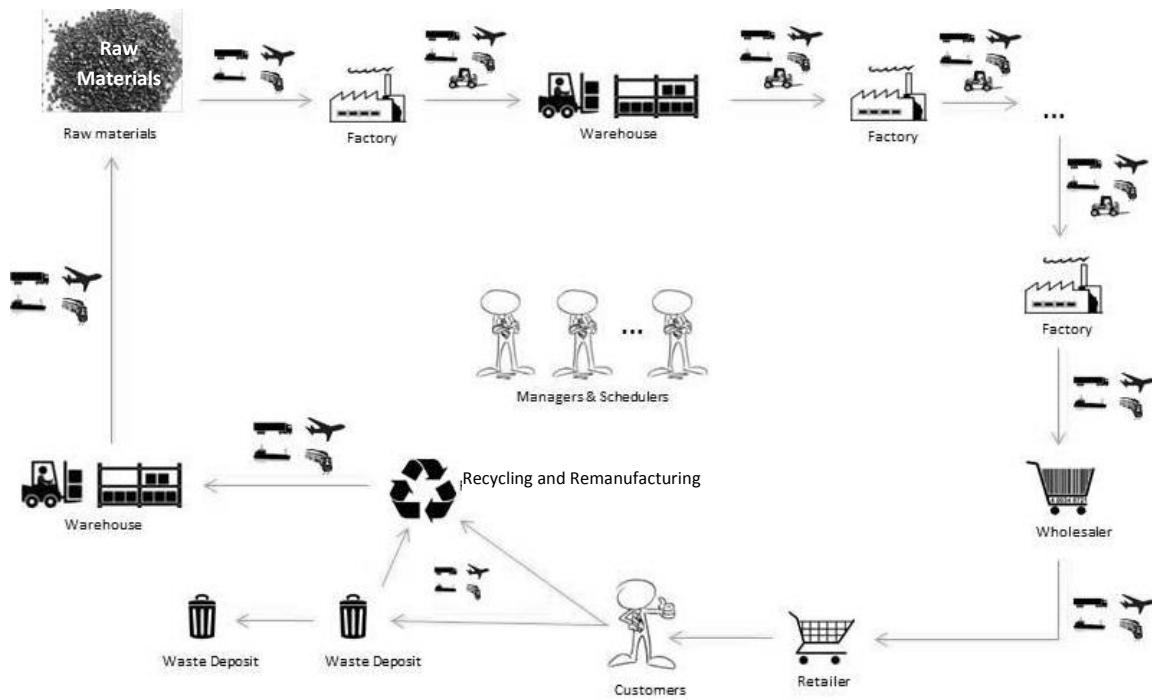 Raw
Materials
Raw materials
Factory
Warehouse
Factory
...
Factory
...
Managers & Schedulers
Recycling and Remanufacturing
Warehouse
Wholesaler
Waste Deposit
Waste Deposit
Customers
Retailer